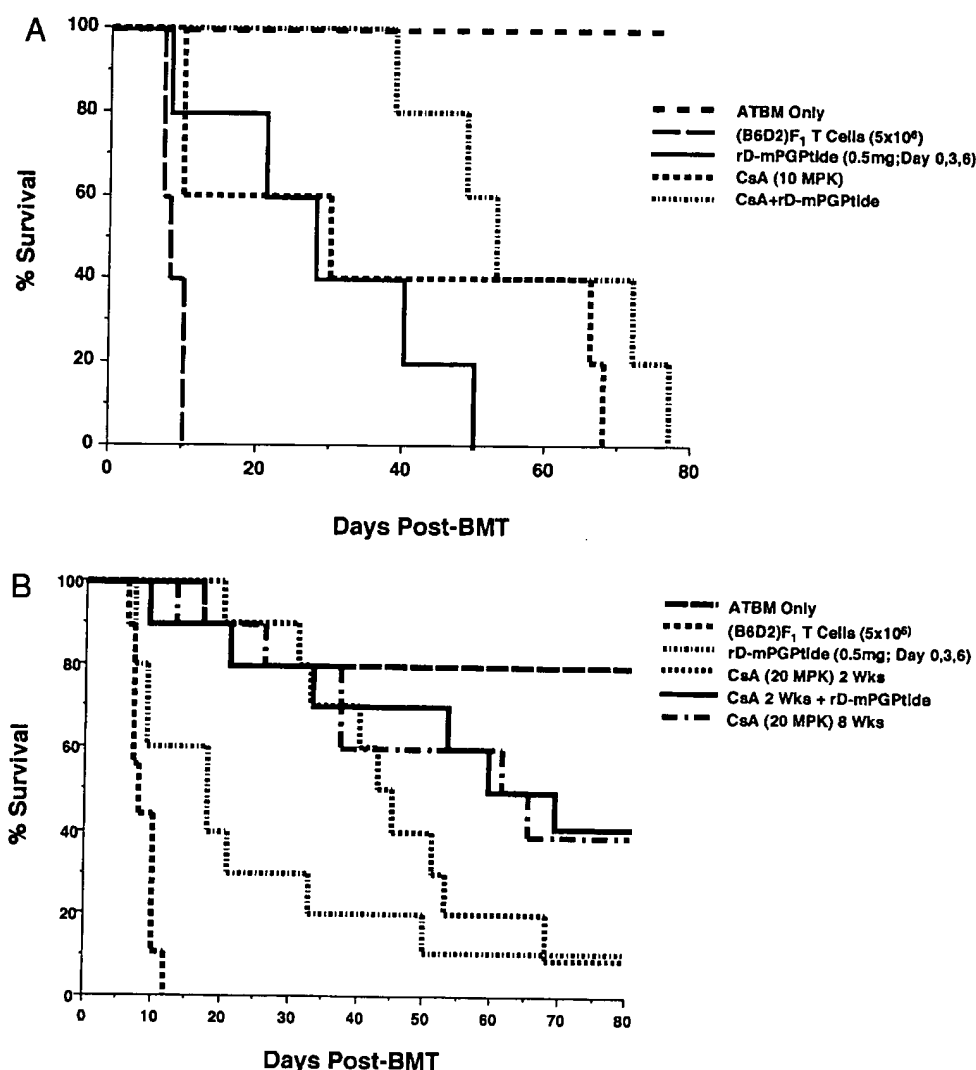 A
100
80
60
40
20
0
% Survival
0 20 40 60 80
Days Post-BMT
ATBM Only
(B6D2)F₁ T Cells (5x10⁶)
rD-mPGPtide (0.5mg;Day 0,3,6)
CsA (10 MPK)
CsA+rD-mPGPtide
B
100
80
60
40
20
0
% Survival
0 10 20 30 40 50 60 70 80
Days Post-BMT
ATBM Only
(B6D2)F₁ T Cells (5x10⁶)
rD-mPGPtide (0.5mg; Day 0,3,6)
CsA (20 MPK) 2 Wks
CsA 2 Wks + rD-mPGPtide
CsA (20 MPK) 8 Wks